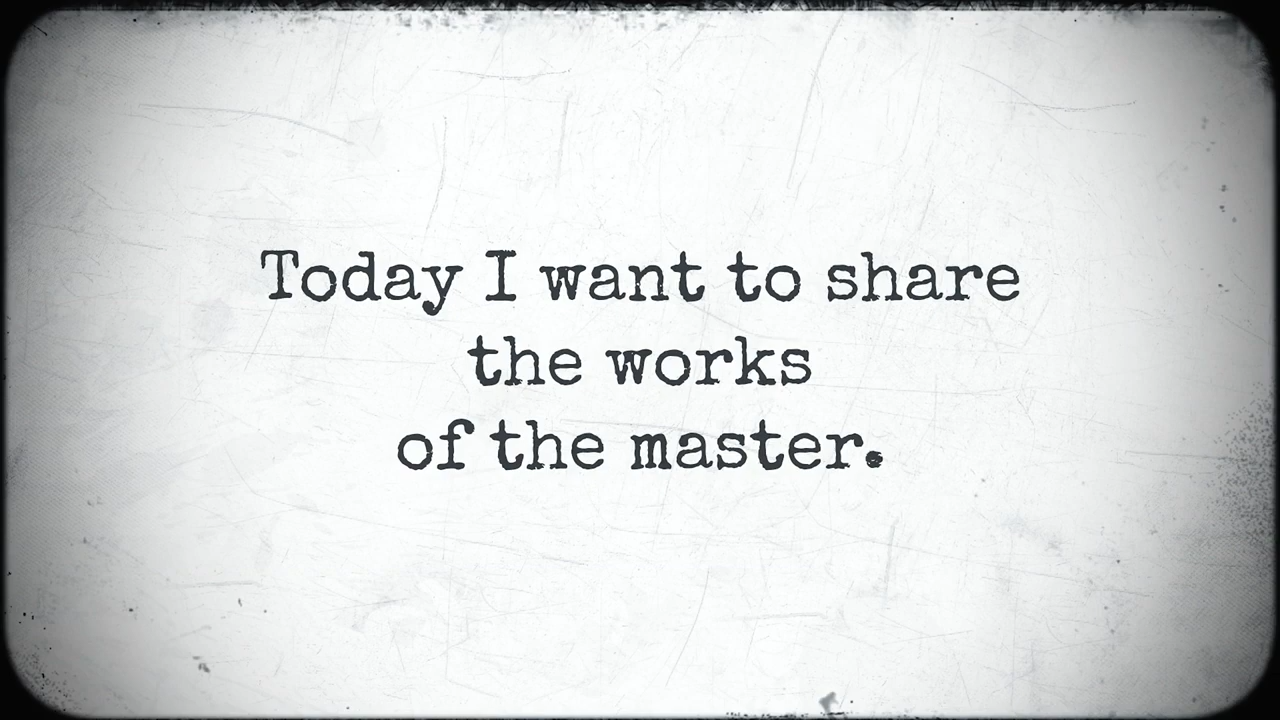 Today I want to share
the works
of the master.